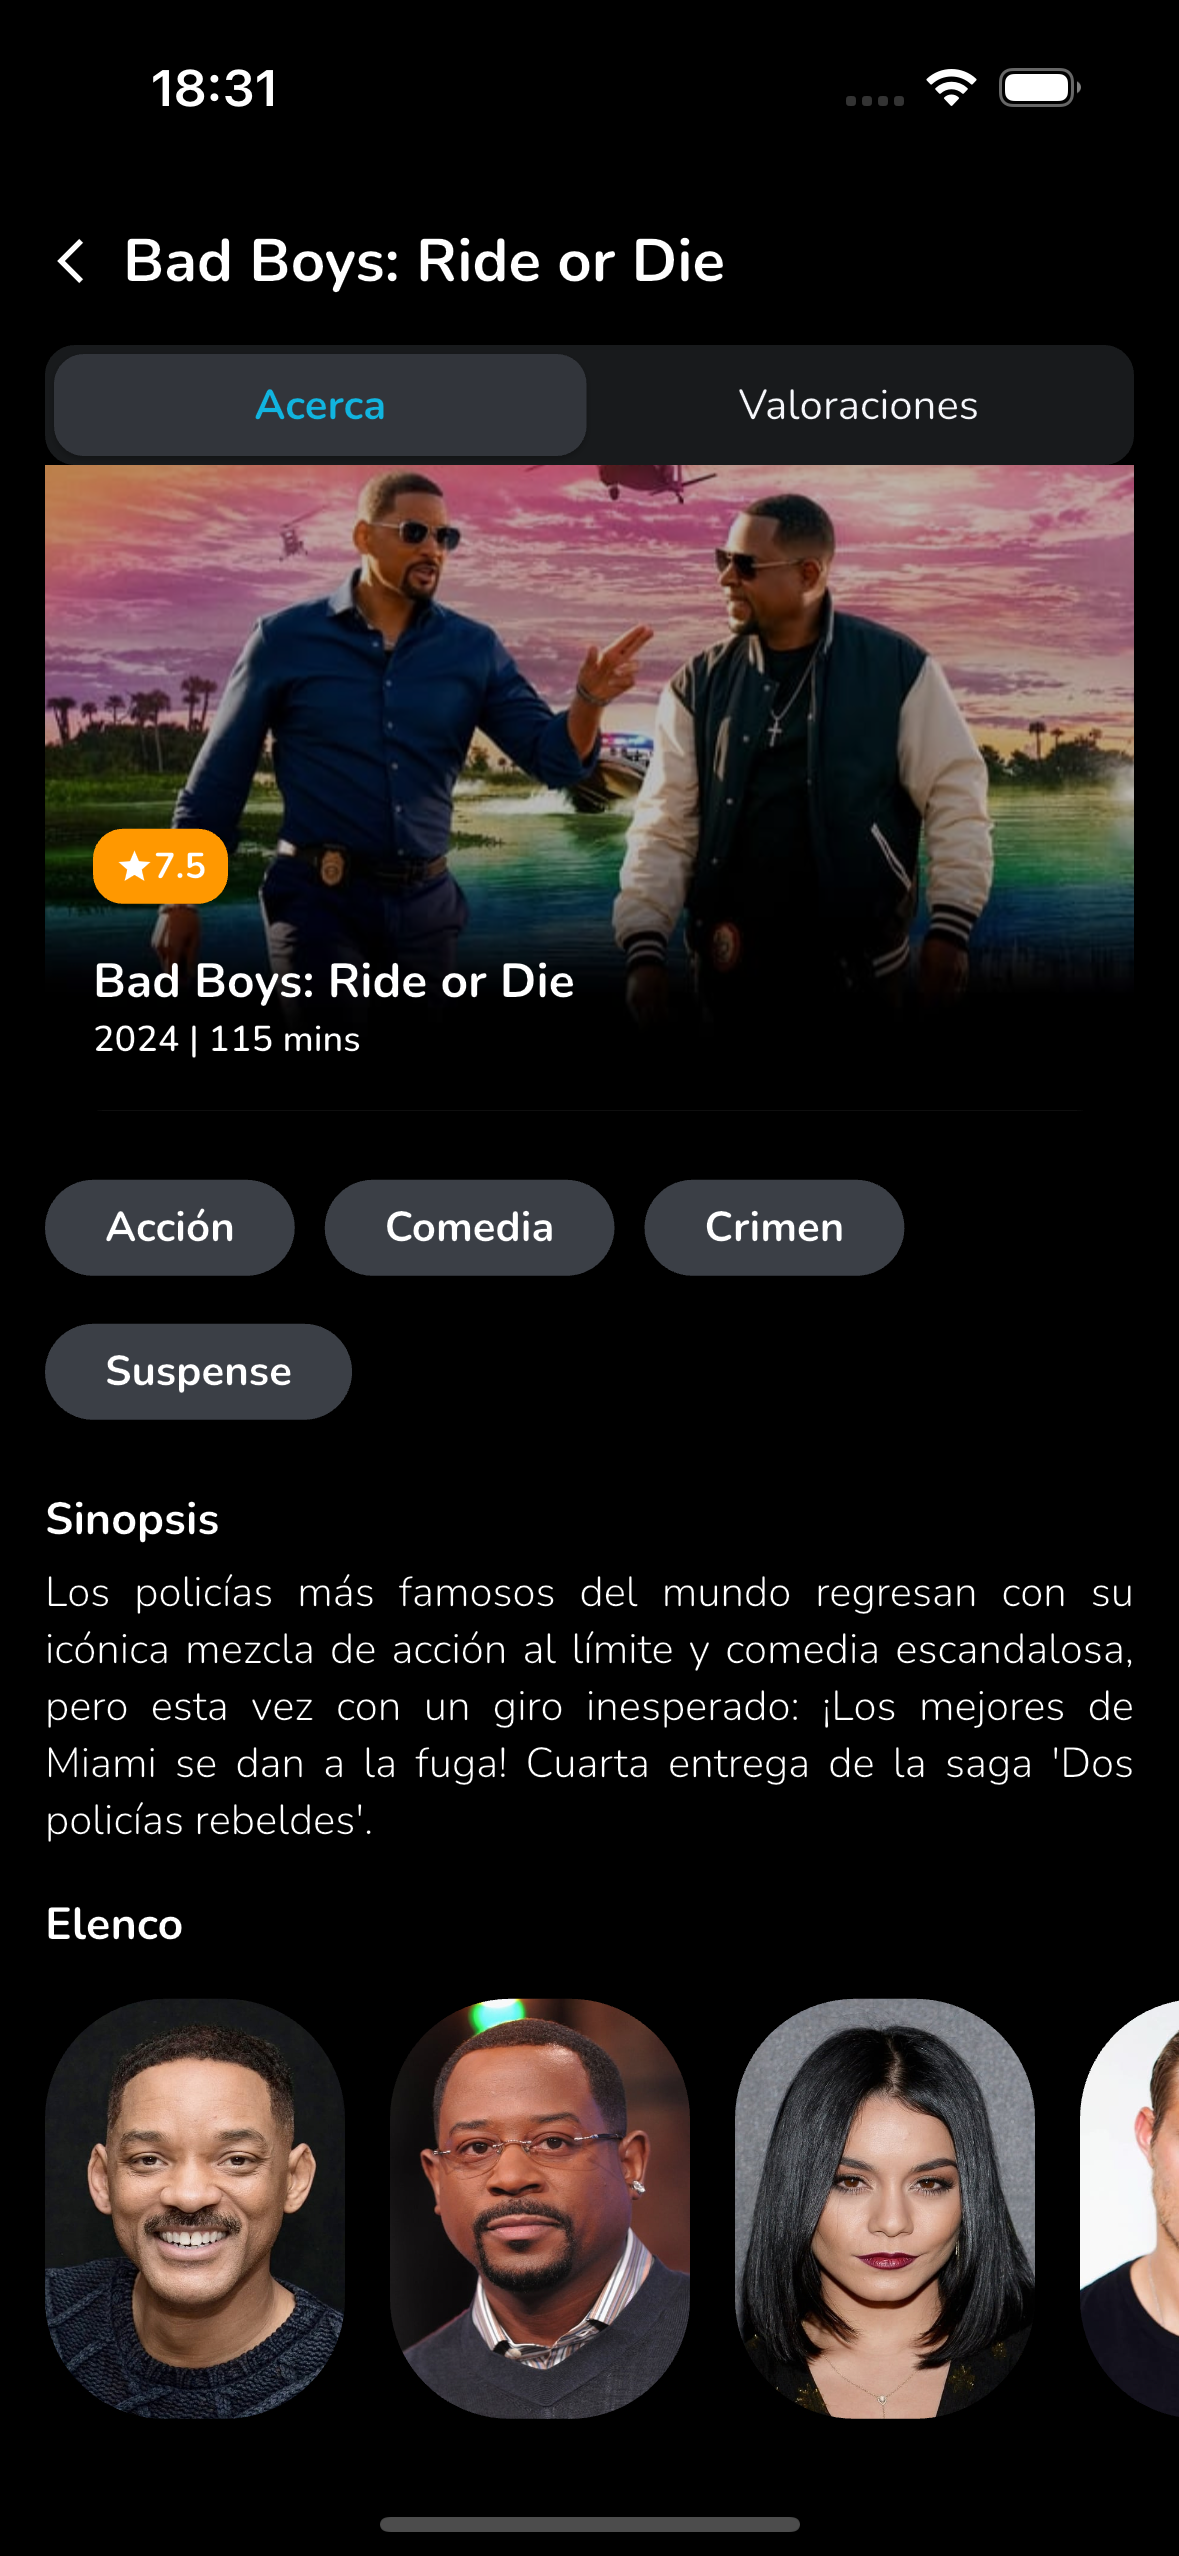 18:31
Bad Boys: Ride or Die
Acerca
Valoraciones
7.5
Bad Boys: Ride or Die
2024 | 115 mins
Acción
Comedia
Crimen
Suspense
Sinopsis
Los policías más famosos del mundo regresan con su
icónica mezcla de acción al límite y comedia escandalosa,
pero esta vez con un giro inesperado: ¡Los mejores de
Miami se dan a la fuga! Cuarta entrega de la saga 'Dos
policías rebeldes'.
Elenco